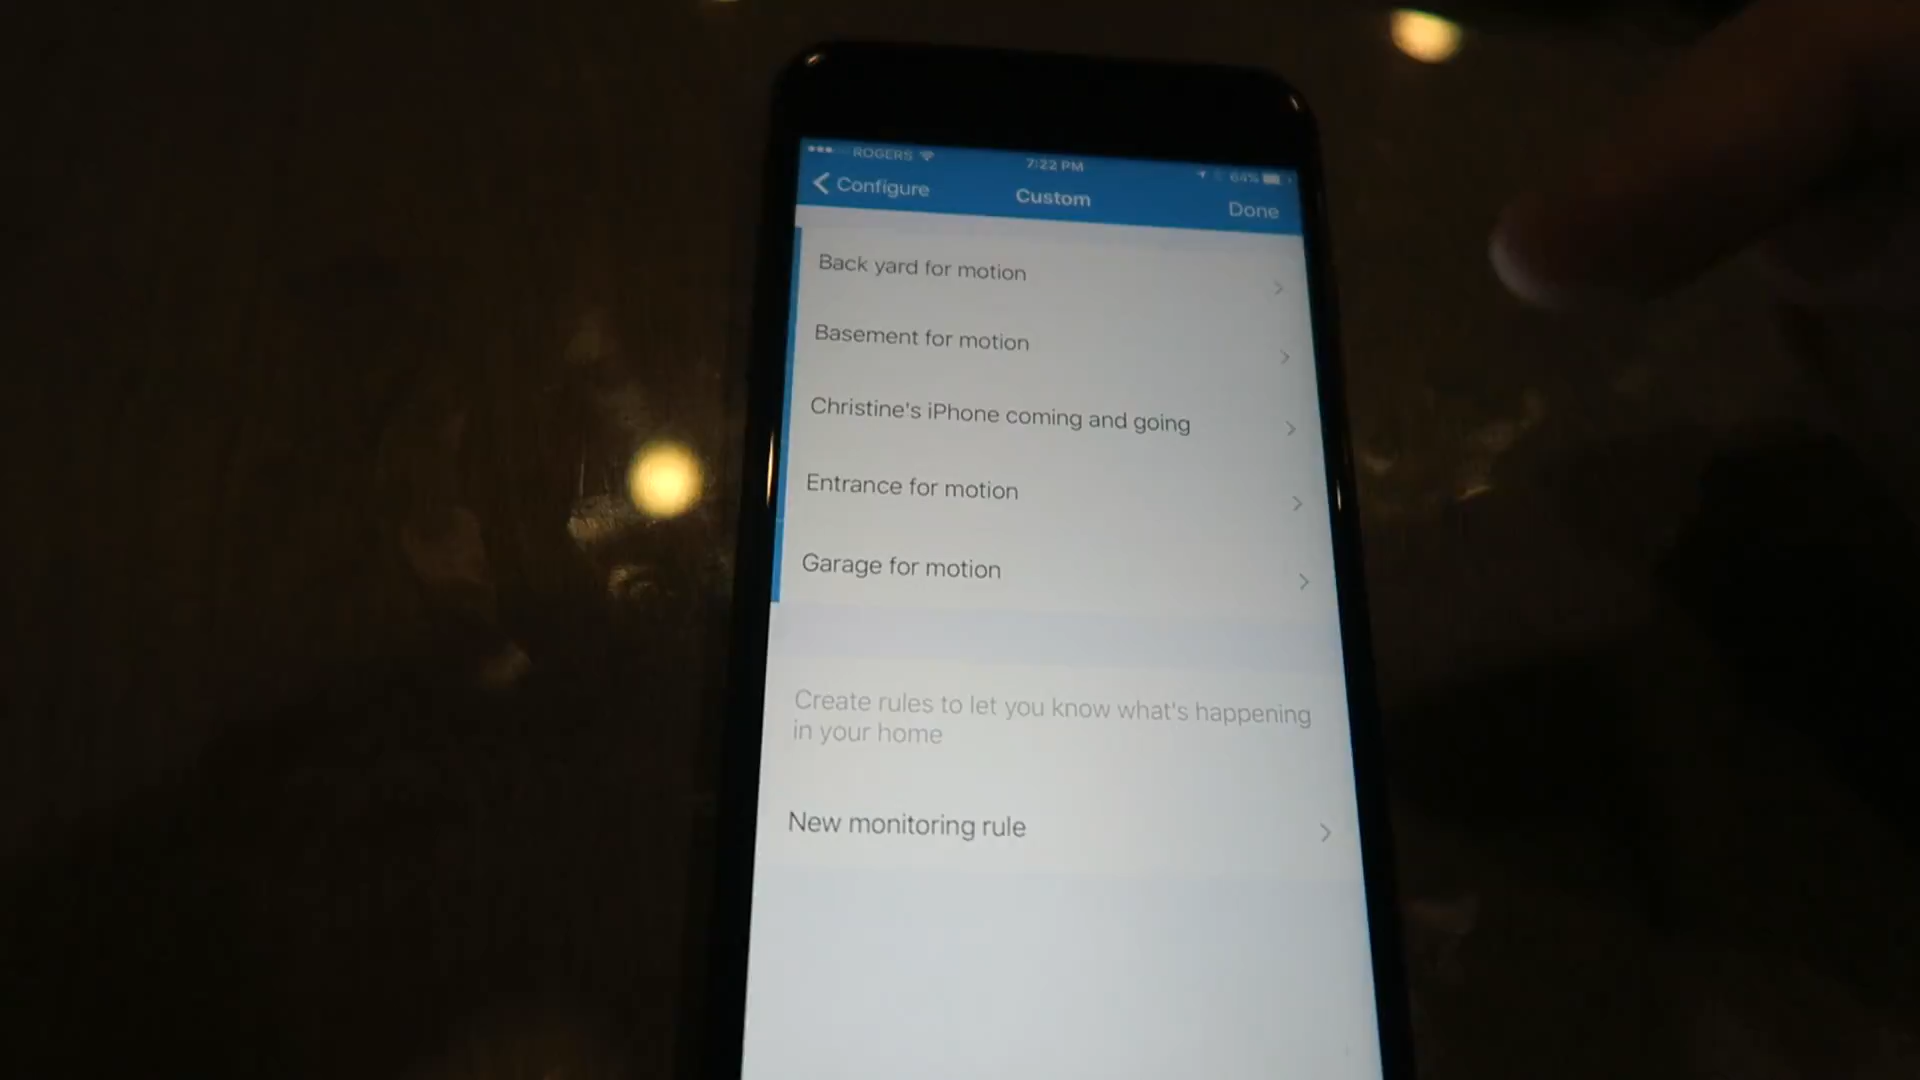 ROGERS
7:22 PM
64%
Configure
Custom
Done
Back yard for motion
Basement for motion
Christine's iPhone coming and going
Entrance for motion
Garage for motion
Create rules to let you know what's happening
in your home
New monitoring rule